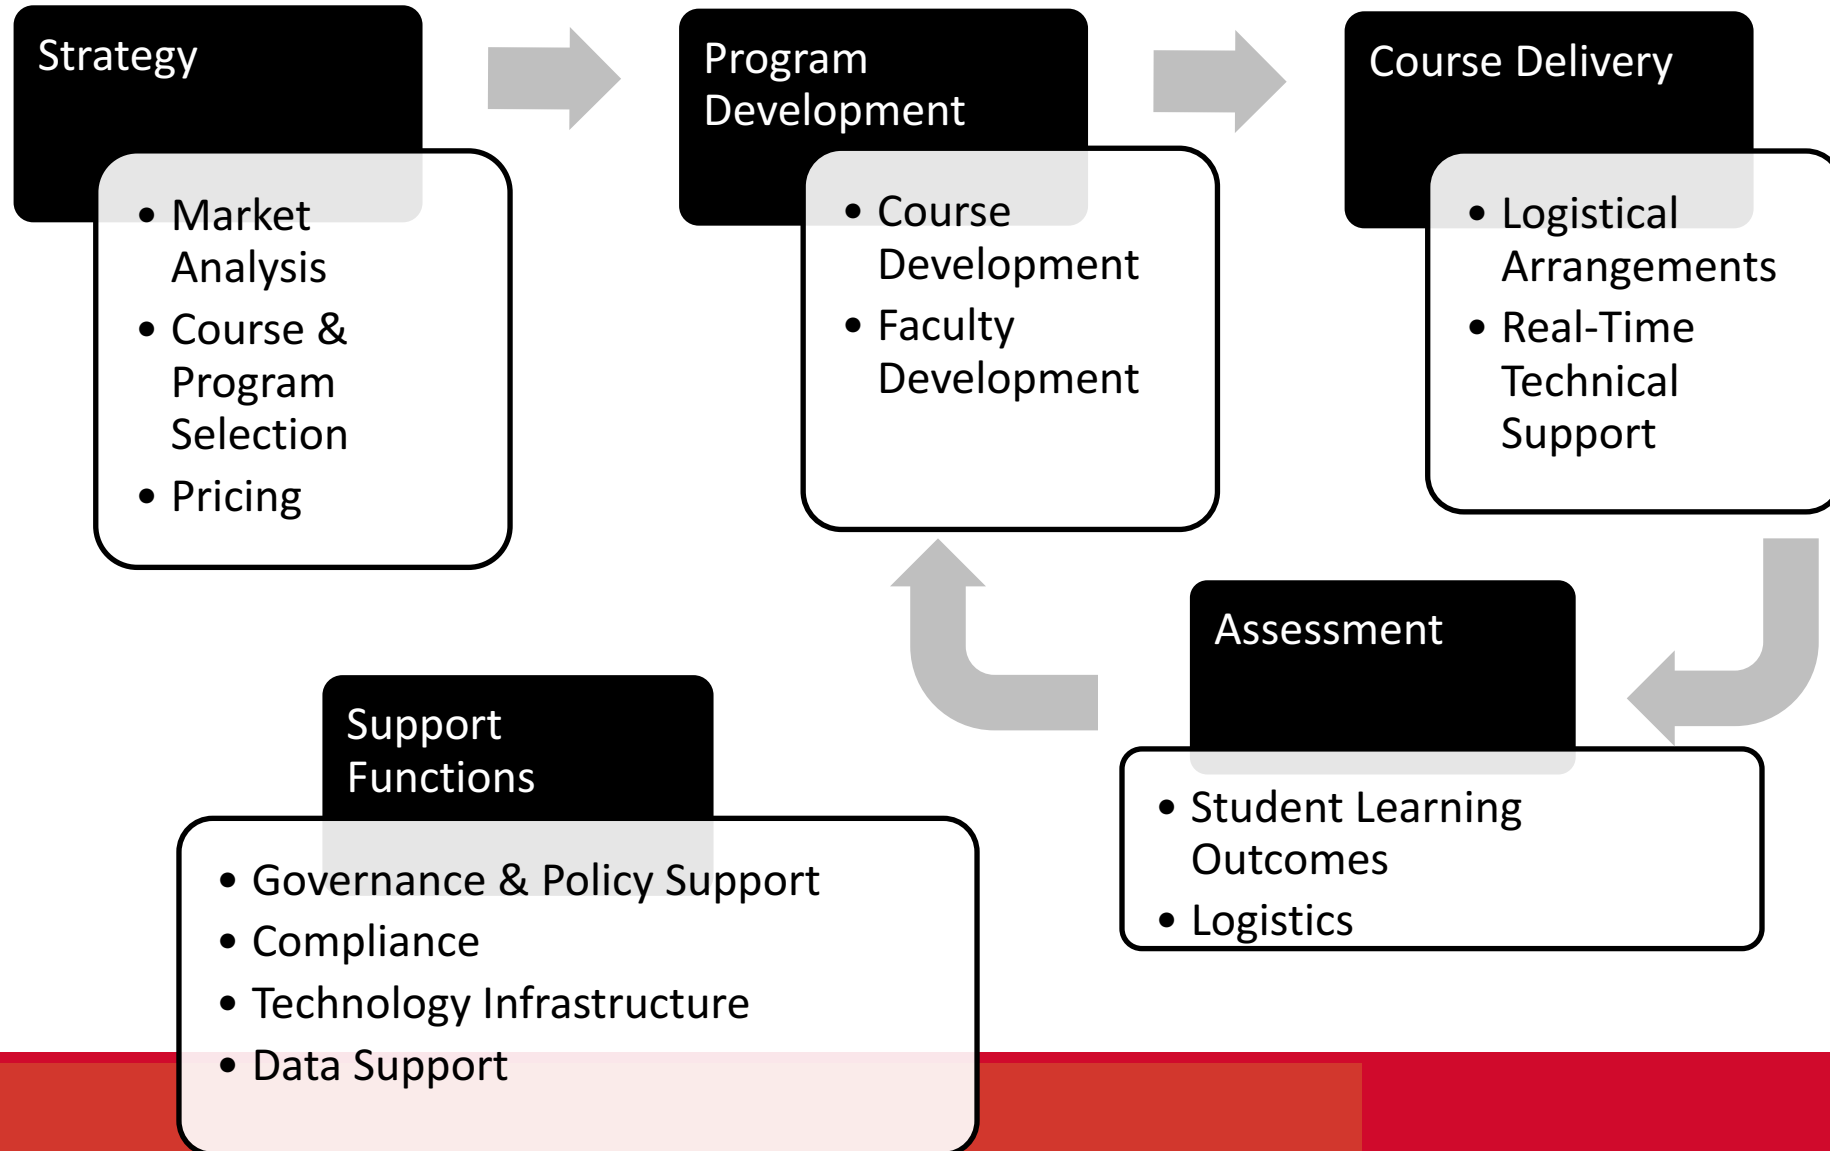 Strategy
• Market
Analysis
• Course &
Program
Selection
• Pricing
Program
Development
• Course
Development
• Faculty
Development
Course Delivery
• Logistical
Arrangements
• Real-Time
Technical
Support
Assessment
• Student Learning
Outcomes
• Logistics
Support
Functions
• Governance & Policy Support
• Compliance
• Technology Infrastructure
• Data Support